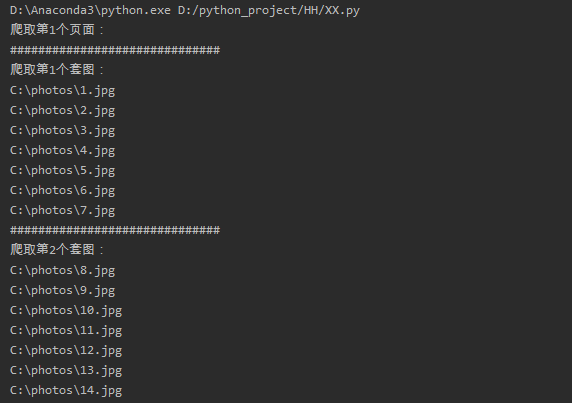 D:\Anaconda3\python.exe D:/python_project/HH/XX.py
爬取第1个页面：
##############################
爬取第1个套图：
C:\photos\1.jpg
C:\photos\2.jpg
C:\photos\3.jpg
C:\photos\4.jpg
C:\photos\5.jpg
C:\photos\6.jpg
C:\photos\7.jpg
##############################
爬取第2个套图：
C:\photos\8.jpg
C:\photos\9.jpg
C:\photos\10.jpg
C:\photos\11.jpg
C:\photos\12.jpg
C:\photos\13.jpg
C:\photos\14.jpg